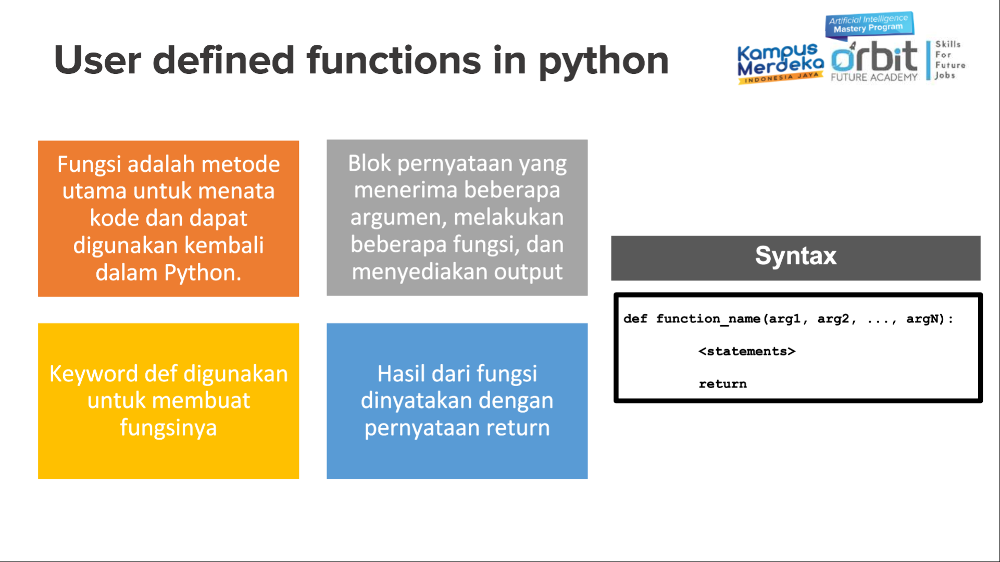 User defined functions in python
Artificial Intelligence
Mastery Program
Kampus
Merdeka
INDONESIA JAYA
orbit
FUTURE ACADEMY
Skills
For
Future
Jobs
Fungsi adalah metode
utama untuk menata
kode dan dapat
digunakan kembali
dalam Python.
Blok pernyataan yang
menerima beberapa
argumen, melakukan
beberapa fungsi, dan
menyediakan output
Keyword def digunakan
untuk membuat
fungsinya
Hasil dari fungsi
dinyatakan dengan
pernyataan return
Syntax
def function_name(arg1, arg2, ..., argN):
<statements>
return